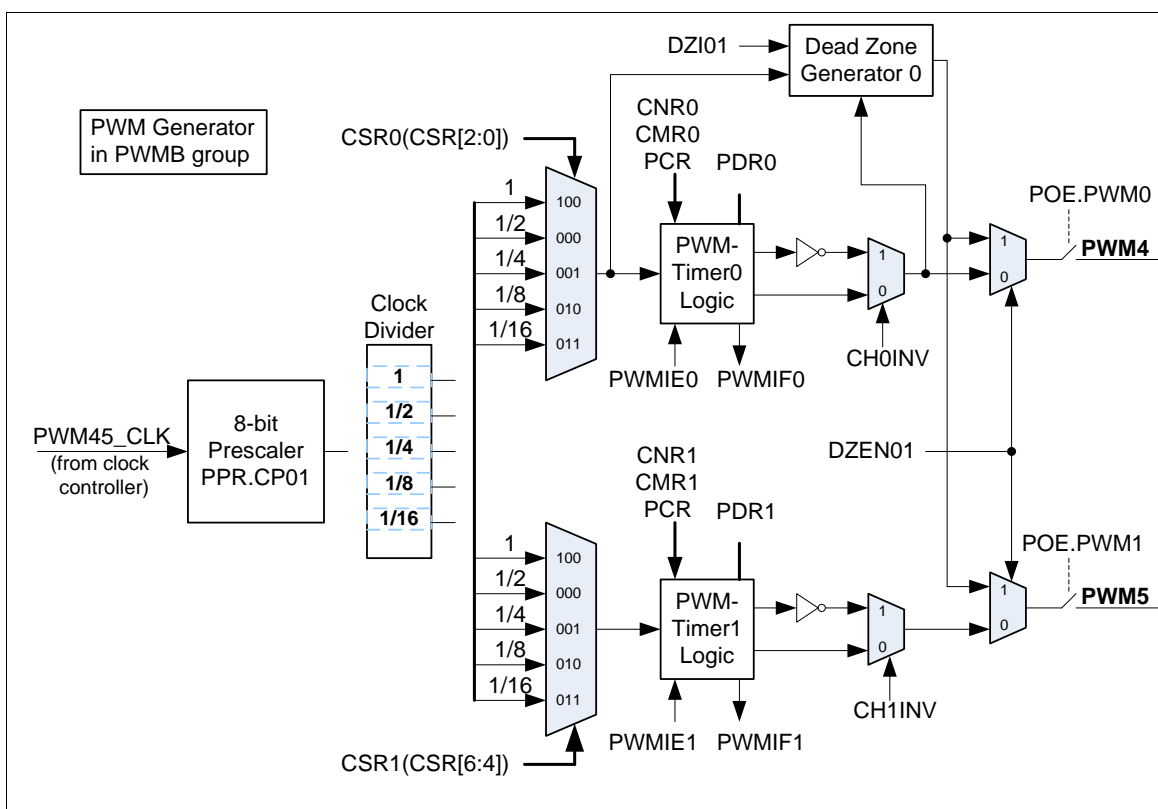 PWM Generator
in PWMB group
DZI01
Dead Zone
Generator 0
CSR0(CSR[2:0])
1
1/2
1/4
1/8
1/16
100
000
001
010
011
CNR0
CMR0
PCR
PDR0
PWM-
Timer0
Logic
PWMIE0
PWMIF0
1
0
CH0INV
1
0
POE.PWM0
PWM4
PWM45_CLK
(from clock
controller)
8-bit
Prescaler
PPR.CP01
Clock
Divider
1
1/2
1/4
1/8
1/16
DZEN01
1
1/2
1/4
1/8
1/16
100
000
001
010
011
CSR1(CSR[6:4])
CNR1
CMR1
PCR
PDR1
PWM-
Timer1
Logic
PWMIE1
PWMIF1
1
0
CH1INV
1
0
POE.PWM1
PWM5